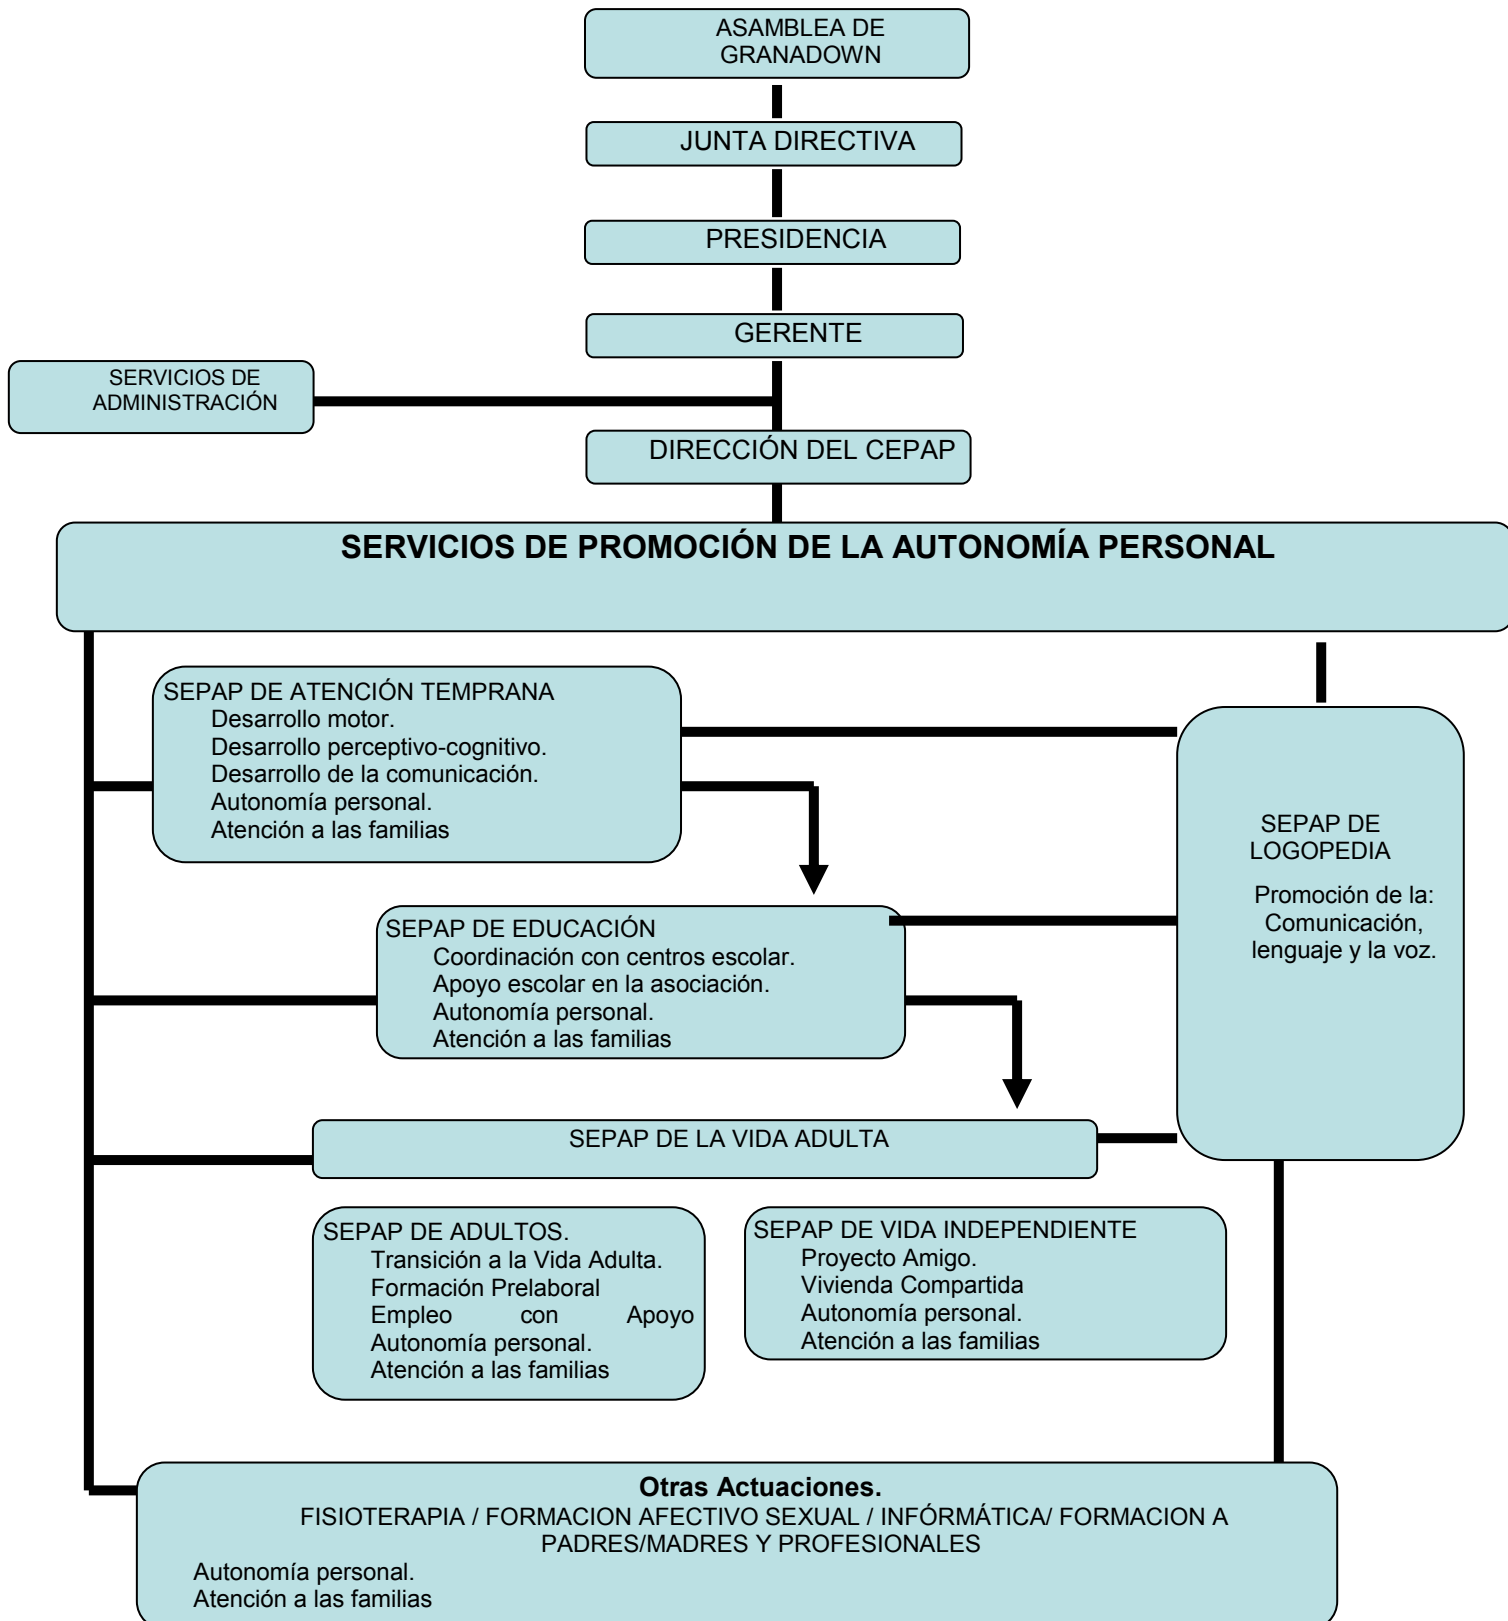 ASAMBLEA DE
GRANADOWN
JUNTA DIRECTIVA
PRESIDENCIA
GERENTE
SERVICIOS DE
ADMINISTRACIÓN
DIRECCIÓN DEL CEPAP
SERVICIOS DE PROMOCIÓN DE LA AUTONOMÍA PERSONAL
SEPAP DE ATENCIÓN TEMPRANA
Desarrollo motor.
Desarrollo perceptivo-cognitivo.
Desarrollo de la comunicación.
Autonomía personal.
Atención a las familias
SEPAP DE
LOGOPEDIA
Promoción de la:
Comunicación,
lenguaje y la voz.
SEPAP DE EDUCACIÓN
Coordinación con centros escolar.
Apoyo escolar en la asociación.
Autonomía personal.
Atención a las familias
SEPAP DE LA VIDA ADULTA
SEPAP DE ADULTOS.
Transición a la Vida Adulta.
Formación Prelaboral
Empleo con Apoyo
Autonomía personal.
Atención a las familias
SEPAP DE VIDA INDEPENDIENTE
Proyecto Amigo.
Vivienda Compartida
Autonomía personal.
Atención a las familias
Otras Actuaciones.
FISIOTERAPIA / FORMACION AFECTIVO SEXUAL / INFÓRMÁTICA/ FORMACION A
PADRES/MADRES Y PROFESIONALES
Autonomía personal.
Atención a las familias